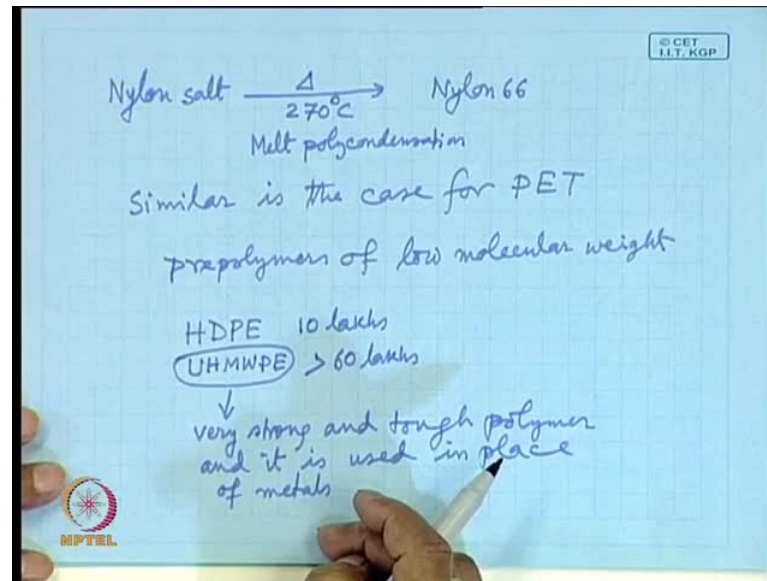 © CET
I.I.T. KGP
Nylon salt Δ Nylon 66
270°C
Melt polycondensation
Similar is the case for PET
prepolymers of low molecular weight
HDPE 10 lakhs
UHMWPE > 60 lakhs
very strong and tough polymer
and it is used in place
of metals
NPTEL